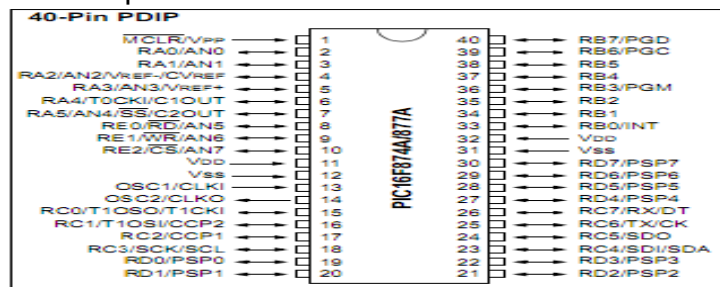 40-Pin PDIP
MCLR/VPP 1 40 RB7/PGD
RA0/AN0 2 39 RB6/PGC
RA1/AN1 3 38 RB5
RA2/AN2/VREF-/CVREF 4 37 RB4
RA3/AN3/VREF+ 5 36 RB3/PGM
RA4/T0CKI/C1OUT 6 35 RB2
RA5/AN4/SS/C2OUT 7 34 RB1
RE0/RD/AN5 8 33 RB0/INT
RE1/WR/AN6 9 32 VDD
RE2/CS/AN7 10 31 VSS
VDD 11 30 RD7/PSP7
VSS 12 29 RD6/PSP6
OSC1/CLKI 13 28 RD5/PSP5
OSC2/CLKO 14 27 RD4/PSP4
RC0/T1OSO/T1CKI 15 26 RC7/RX/DT
RC1/T1OSI/CCP2 16 25 RC6/TX/CK
RC2/CCP1 17 24 RC5/SDO
RC3/SCK/SCL 18 23 RC4/SDI/SDA
RD0/PSP0 19 22 RD3/PSP3
RD1/PSP1 20 21 RD2/PSP2
PIC16F874A/877A